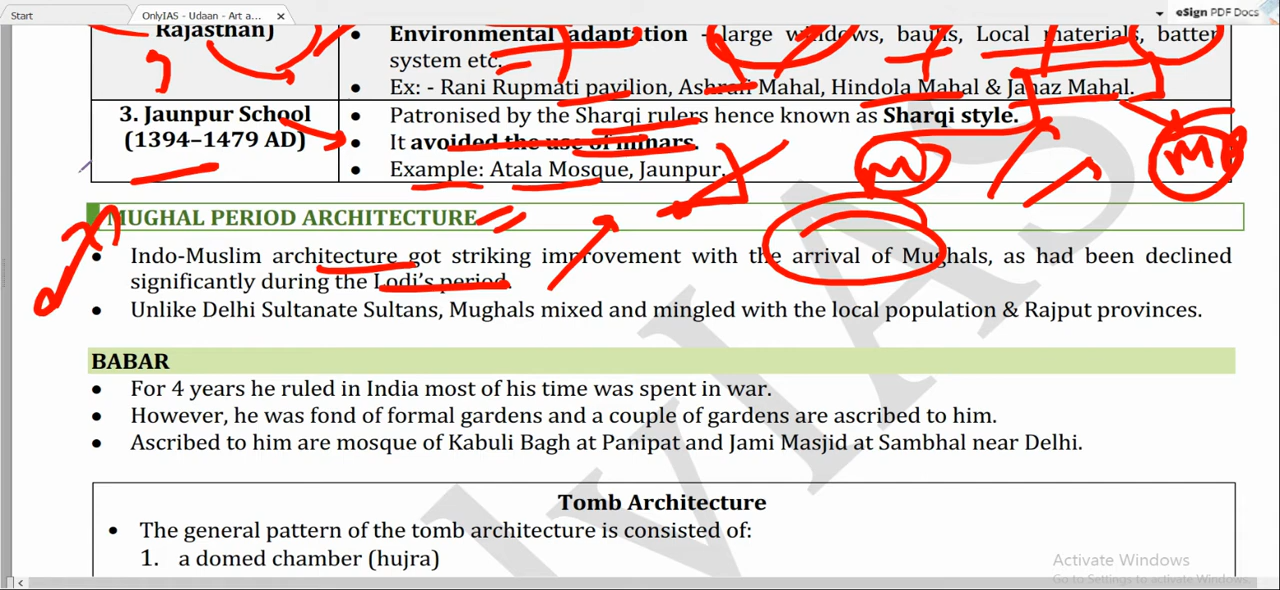 Start
OnlyIAS - Udaan - Art a...
eSign PDF Docs
Rajasthan)
• Environmental adaptation - large windows, baulis, Local materials, batter
system etc.
• Ex: - Rani Rupmati pavilion, Ashrafi Mahal, Hindola Mahal & Jahaz Mahal.
3. Jaunpur School
(1394–1479 AD)
• Patronised by the Sharqi rulers hence known as Sharqi style.
• It avoided the use of minars.
• Example: Atala Mosque, Jaunpur.
M
M
MUGHAL PERIOD ARCHITECTURE
• Indo-Muslim architecture got striking improvement with the arrival of Mughals, as had been declined
significantly during the Lodi's period.
• Unlike Delhi Sultanate Sultans, Mughals mixed and mingled with the local population & Rajput provinces.
BABAR
• For 4 years he ruled in India most of his time was spent in war.
• However, he was fond of formal gardens and a couple of gardens are ascribed to him.
• Ascribed to him are mosque of Kabuli Bagh at Panipat and Jami Masjid at Sambhal near Delhi.
Tomb Architecture
• The general pattern of the tomb architecture is consisted of:
1. a domed chamber (hujra)
Activate Windows
Go to Settings to activate Windows.